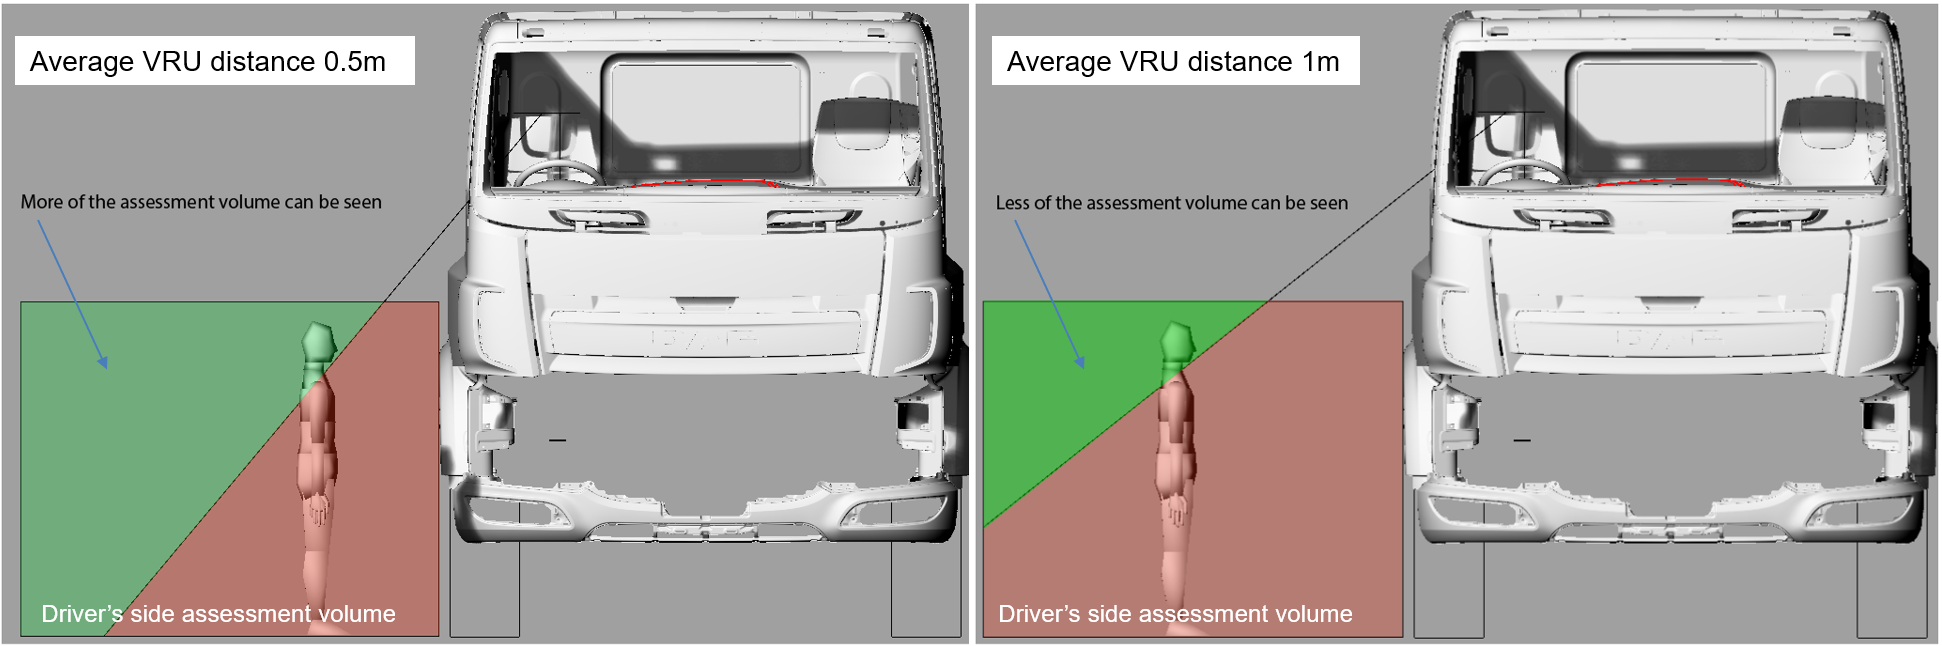 Average VRU distance 0.5m
More of the assessment volume can be seen
Driver's side assessment volume
Average VRU distance 1m
Less of the assessment volume can be seen
Driver's side assessment volume